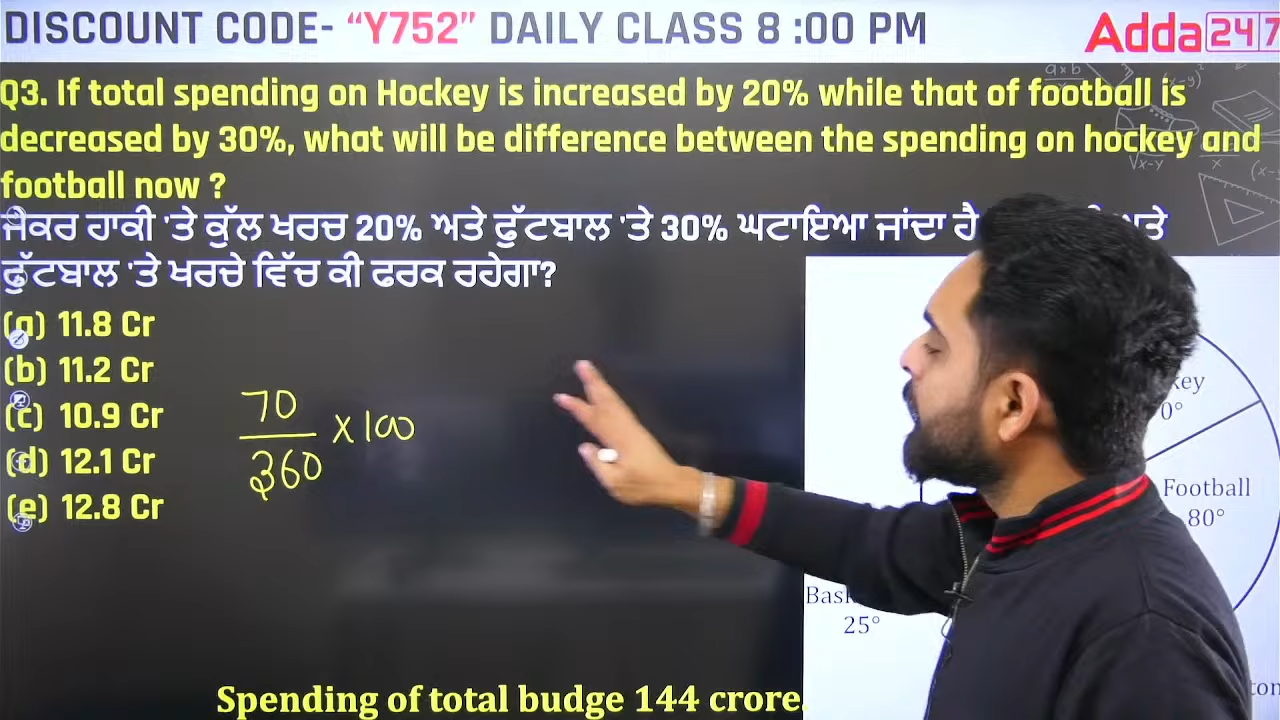 DISCOUNT CODE- “Y752” DAILY CLASS 8 :00 PM
Adda247
Q3. If total spending on Hockey is increased by 20% while that of football is
decreased by 30%, what will be difference between the spending on hockey and
football now ?
ਜੇਕਰ ਹਾਕੀ 'ਤੇ ਕੁੱਲ ਖਰਚ 20% ਅਤੇ ਫੁੱਟਬਾਲ 'ਤੇ 30% ਘਟਾਇਆ ਜਾਂਦਾ ਹੈ
ਫੁੱਟਬਾਲ 'ਤੇ ਖਰਚੇ ਵਿੱਚ ਕੀ ਫਰਕ ਰਹੇਗਾ?
(a) 11.8 Cr
(b) 11.2 Cr
(c) 10.9 Cr
(d) 12.1 Cr
(e) 12.8 Cr
70
360
x 100
Football
80°
25°
Spending of total budge 144 crore.